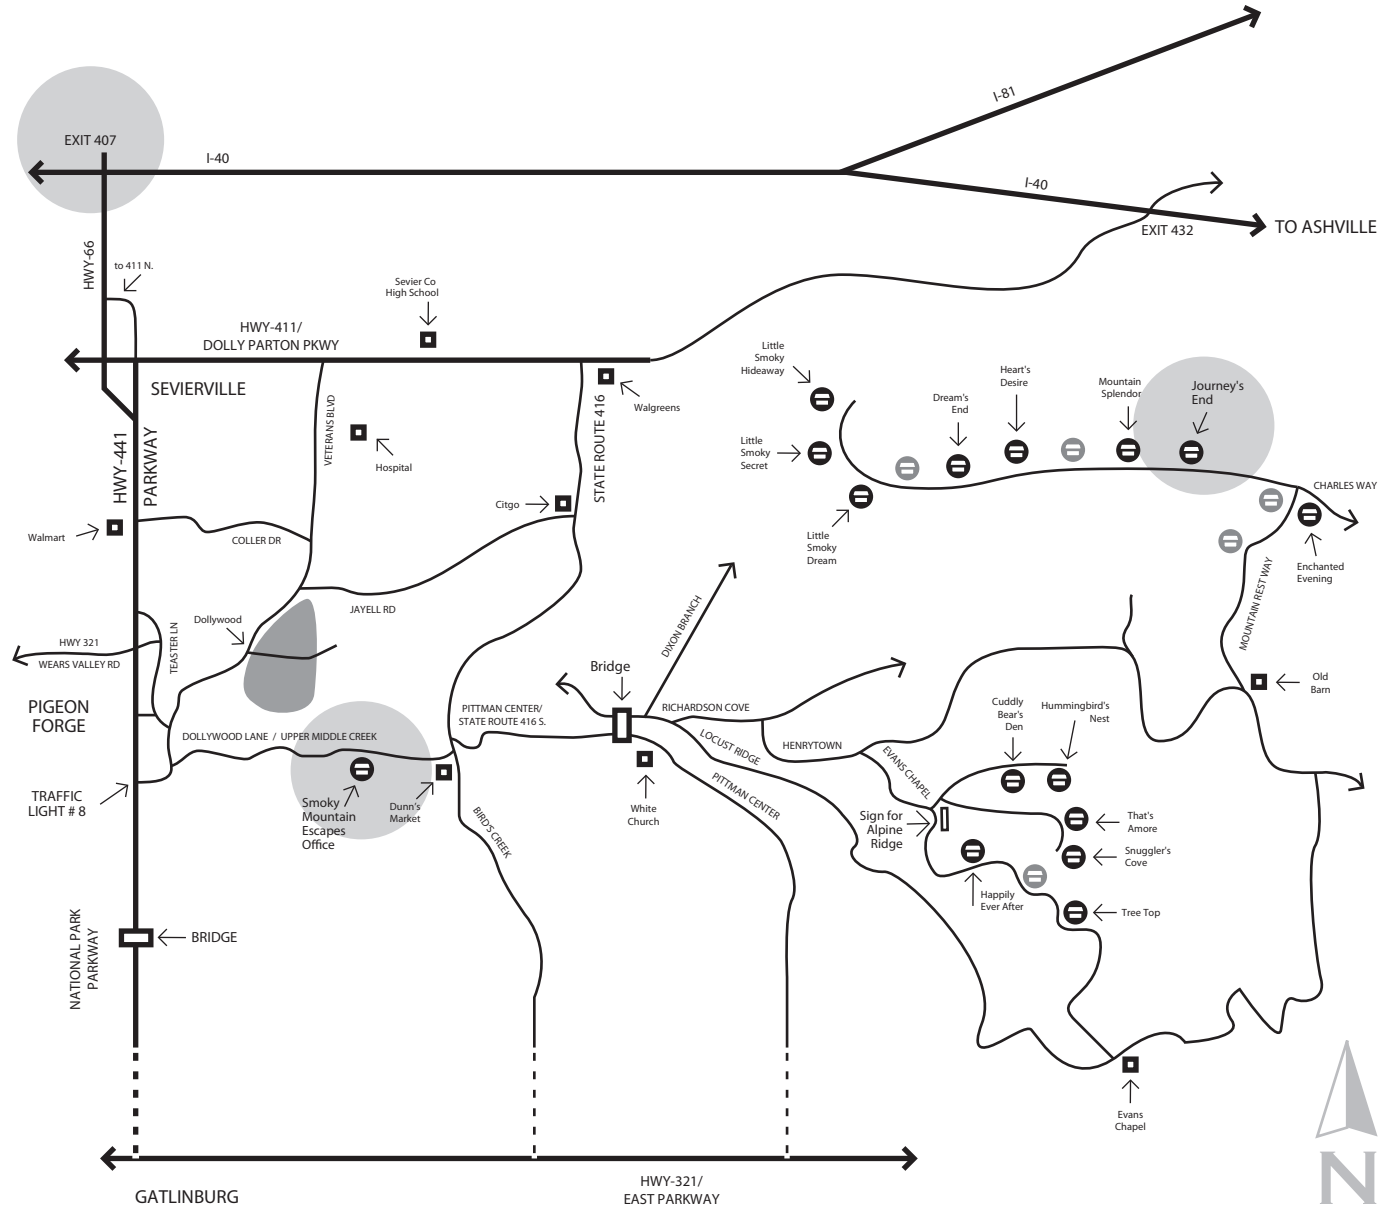 I-81
EXIT 407
I-40
I-40
TO ASHVILLE
EXIT 432
HWY-66
to 411 N.
Sevier Co
High School
HWY-411/
DOLLY PARTON PKWY
SEVIERVILLE
Little
Smoky
Hideaway
Heart's
Desire
Mountain
Splendor
Journey's
End
Dream's
End
Walgreens
STATE ROUTE 416
VETERANS BLVD
HWY-441
PARKWAY
Hospital
Little
Smoky
Secret
CHARLES WAY
Citgo
Walmart
COLLER DR
Little
Smoky
Dream
Enchanted
Evening
JAYELL RD
Dollywood
DIXON BRANCH
MOUNTAIN REST WAY
HWY 321
WEARS VALLEY RD
TEASTER LN
Bridge
Old
Barn
PIGEON
FORGE
PITTMAN CENTER/
STATE ROUTE 416 S.
RICHARDSON COVE
Cuddly
Bear's
Den
Hummingbird's
Nest
DOLLYWOOD LANE / UPPER MIDDLE CREEK
LOCUST RIDGE
HENRYTOWN
EVANS CHAPEL
PITTMAN CENTER
TRAFFIC
LIGHT # 8
Smoky
Mountain
Escapes
Office
Dunn's
Market
BIRD'S CREEK
White
Church
Sign for
Alpine
Ridge
That's
Amore
Snuggler's
Cove
Happily
Ever After
Tree Top
NATIONAL PARK
PARKWAY
BRIDGE
Evans
Chapel
N
GATLINBURG
HWY-321/
EAST PARKWAY